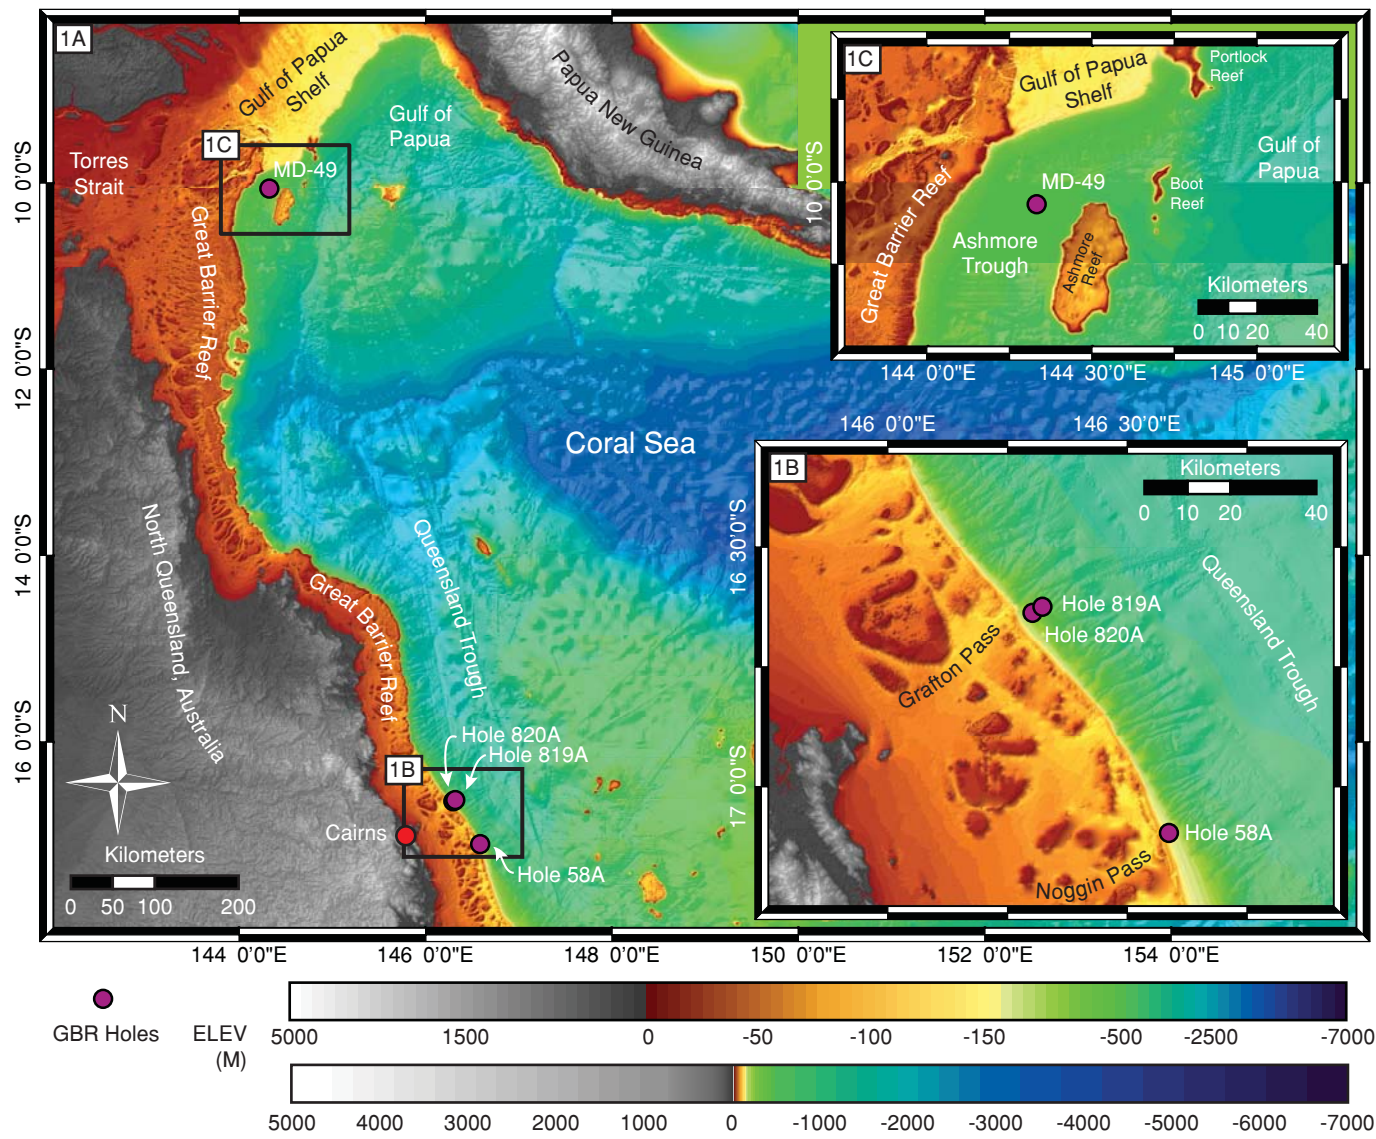 1A
Gulf of Papua
Shelf
Gulf of
Papua
Papua New Guinea
Torres
Strait
1C
MD-49
Great Barrier Reef
Coral Sea
North Queensland, Australia
Queensland Trough
Great Barrier Reef
Hole 820A
Hole 819A
1B
Cairns
Hole 58A
N
Kilometers
0 50 100 200
10 0'0"S
12 0'0"S
14 0'0"S
16 0'0"S
144 0'0"E
146 0'0"E
148 0'0"E
150 0'0"E
152 0'0"E
154 0'0"E
1C
Gulf of Papua
Shelf
Portlock
Reef
Gulf of
Papua
MD-49
Boot
Reef
Great Barrier Reef
Ashmore
Trough
Ashmore
Reef
Kilometers
0 10 20 40
10 0'0"S
144 0'0"E
144 30'0"E
145 0'0"E
146 0'0"E
146 30'0"E
1B
Kilometers
0 10 20 40
16 30'0"S
17 0'0"S
Queensland Trough
Hole 819A
Hole 820A
Grafton Pass
Hole 58A
Noggin Pass
GBR Holes
ELEV
(M)
5000 1500 0 -50 -100 -150 -500 -2500 -7000
5000 4000 3000 2000 1000 0 -1000 -2000 -3000 -4000 -5000 -6000 -7000